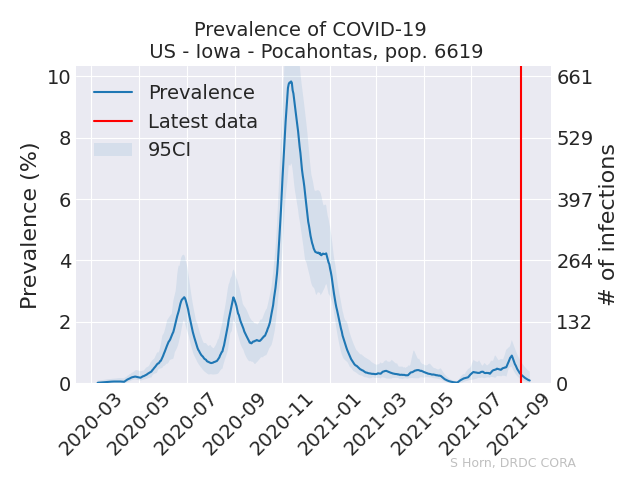 Prevalence of COVID-19
US - Iowa - Pocahontas, pop. 6619
Prevalence (%)
10
8
6
4
2
0
Prevalence
Latest data
95CI
661
529
397
264
132
0
# of infections
2020-03
2020-05
2020-07
2020-09
2020-11
2021-01
2021-03
2021-05
2021-07
2021-09
S Horn, DRDC CORA